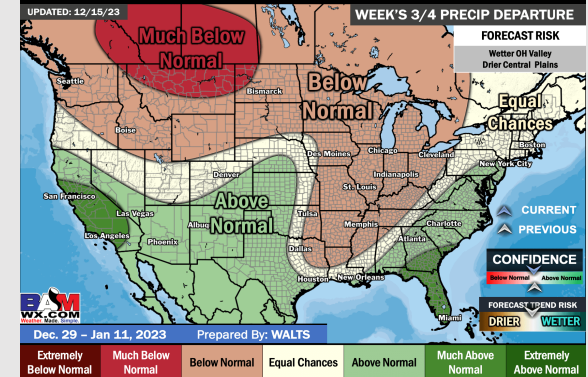 UPDATED: 12/15/23
WEEK'S 3/4 PRECIP DEPARTURE
FORECAST RISK
Wetter OH Valley
Drier Central Plains
Much Below
Normal
Seattle
Bismarck
Below
Normal
Equal
Chances
Boise
Boston
Des Moines
Chicago
Cleveland
New York City
Denver
Indianapolis
St. Louis
San Francisco
Above
Normal
Las Vegas
Tulsa
Memphis
Charlotte
Los Angeles
Albuq
Phoenix
Atlanta
Dallas
Houston
New Orleans
Miami
CURRENT
PREVIOUS
CONFIDENCE
Below Normal
Above Normal
FORECAST TREND RISK
DRIER
WETTER
BAM
WX.COM
Weather. Made. Simple.
Dec. 29 – Jan 11, 2023
Prepared By: WALTS
Extremely
Below Normal
Much Below
Normal
Below Normal
Equal Chances
Above Normal
Much Above
Normal
Extremely
Above Normal